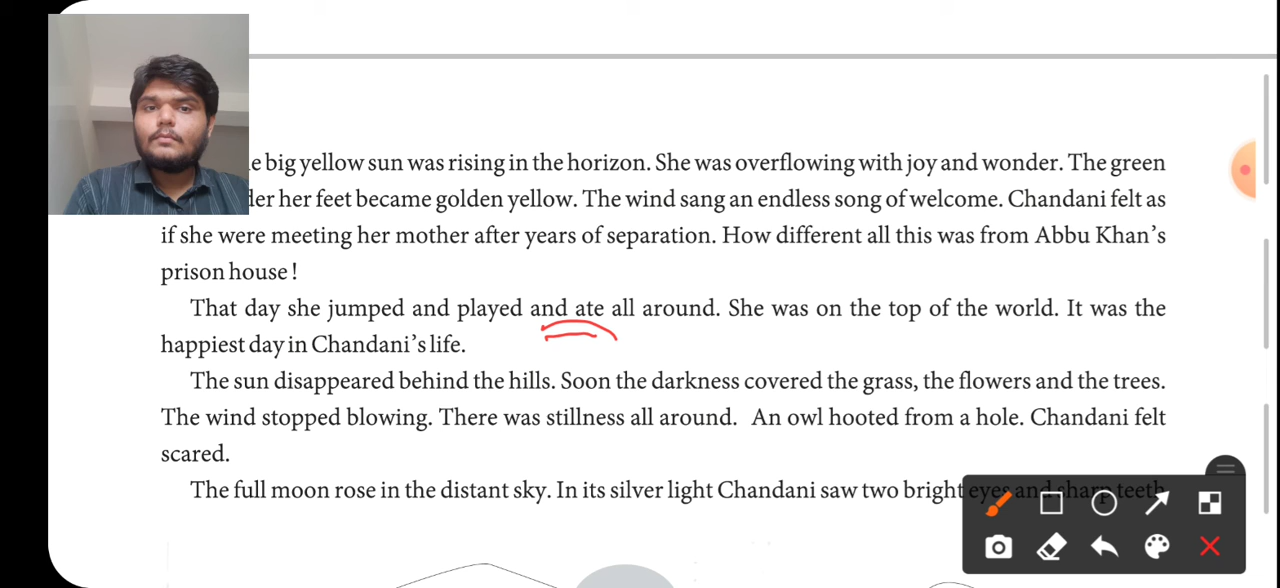 e big yellow sun was rising in the horizon. She was overflowing with joy and wonder. The green
her feet became golden yellow. The wind sang an endless song of welcome. Chandani felt as
if she were meeting her mother after years of separation. How different all this was from Abbu Khan's
prison house !
That day she jumped and played and ate all around. She was on the top of the world. It was the
happiest day in Chandani's life.
The sun disappeared behind the hills. Soon the darkness covered the grass, the flowers and the trees.
The wind stopped blowing. There was stillness all around. An owl hooted from a hole. Chandani felt
scared.
The full moon rose in the distant sky. In its silver light Chandani saw two bright eyes and sharp teeth